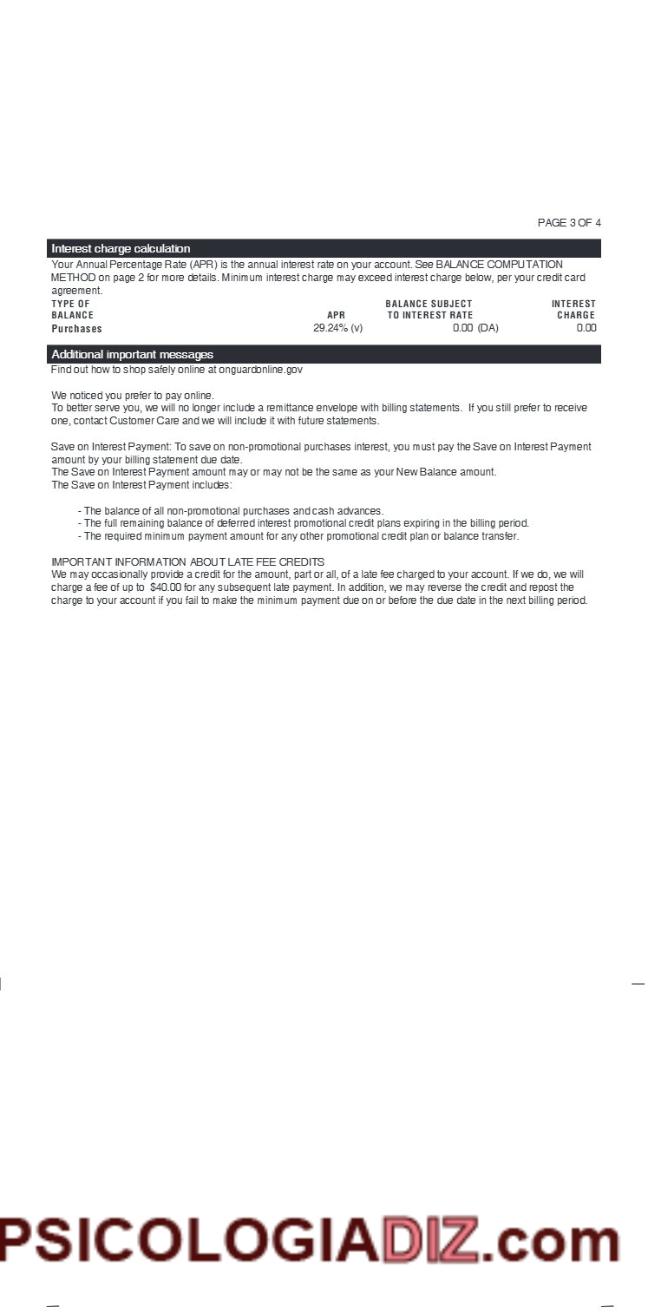 PAGE 3 OF 4
Interest charge calculation
Your Annual Percentage Rate (APR) is the annual interest rate on your account. See BALANCE COMPUTATION
METHOD on page 2 for more details. Minimum interest charge may exceed interest charge below, per your credit card
agreement.
TYPE OF BALANCE SUBJECT INTEREST
BALANCE APR TO INTEREST RATE CHARGE
Purchases 29.24% (v) 0.00 (DA) 0.00
Additional important messages
Find out how to shop safely online at onguardonline.gov
We noticed you prefer to pay online.
To better serve you, we will no longer include a remittance envelope with billing statements. If you still prefer to receive
one, contact Customer Care and we will include it with future statements.
Save on Interest Payment: To save on non-promotional purchases interest, you must pay the Save on Interest Payment
amount by your billing statement due date.
The Save on Interest Payment amount may or may not be the same as your New Balance amount.
The Save on Interest Payment includes:
- The balance of all non-promotional purchases and cash advances.
- The full remaining balance of deferred interest promotional credit plans expiring in the billing period.
- The required minimum payment amount for any other promotional credit plan or balance transfer.
IMPORTANT INFORMATION ABOUT LATE FEE CREDITS
We may occasionally provide a credit for the amount, part or all, of a late fee charged to your account. If we do, we will
charge a fee of up to $40.00 for any subsequent late payment. In addition, we may reverse the credit and repost the
charge to your account if you fail to make the minimum payment due on or before the due date in the next billing period.
PSICOLOGIADIZ.com